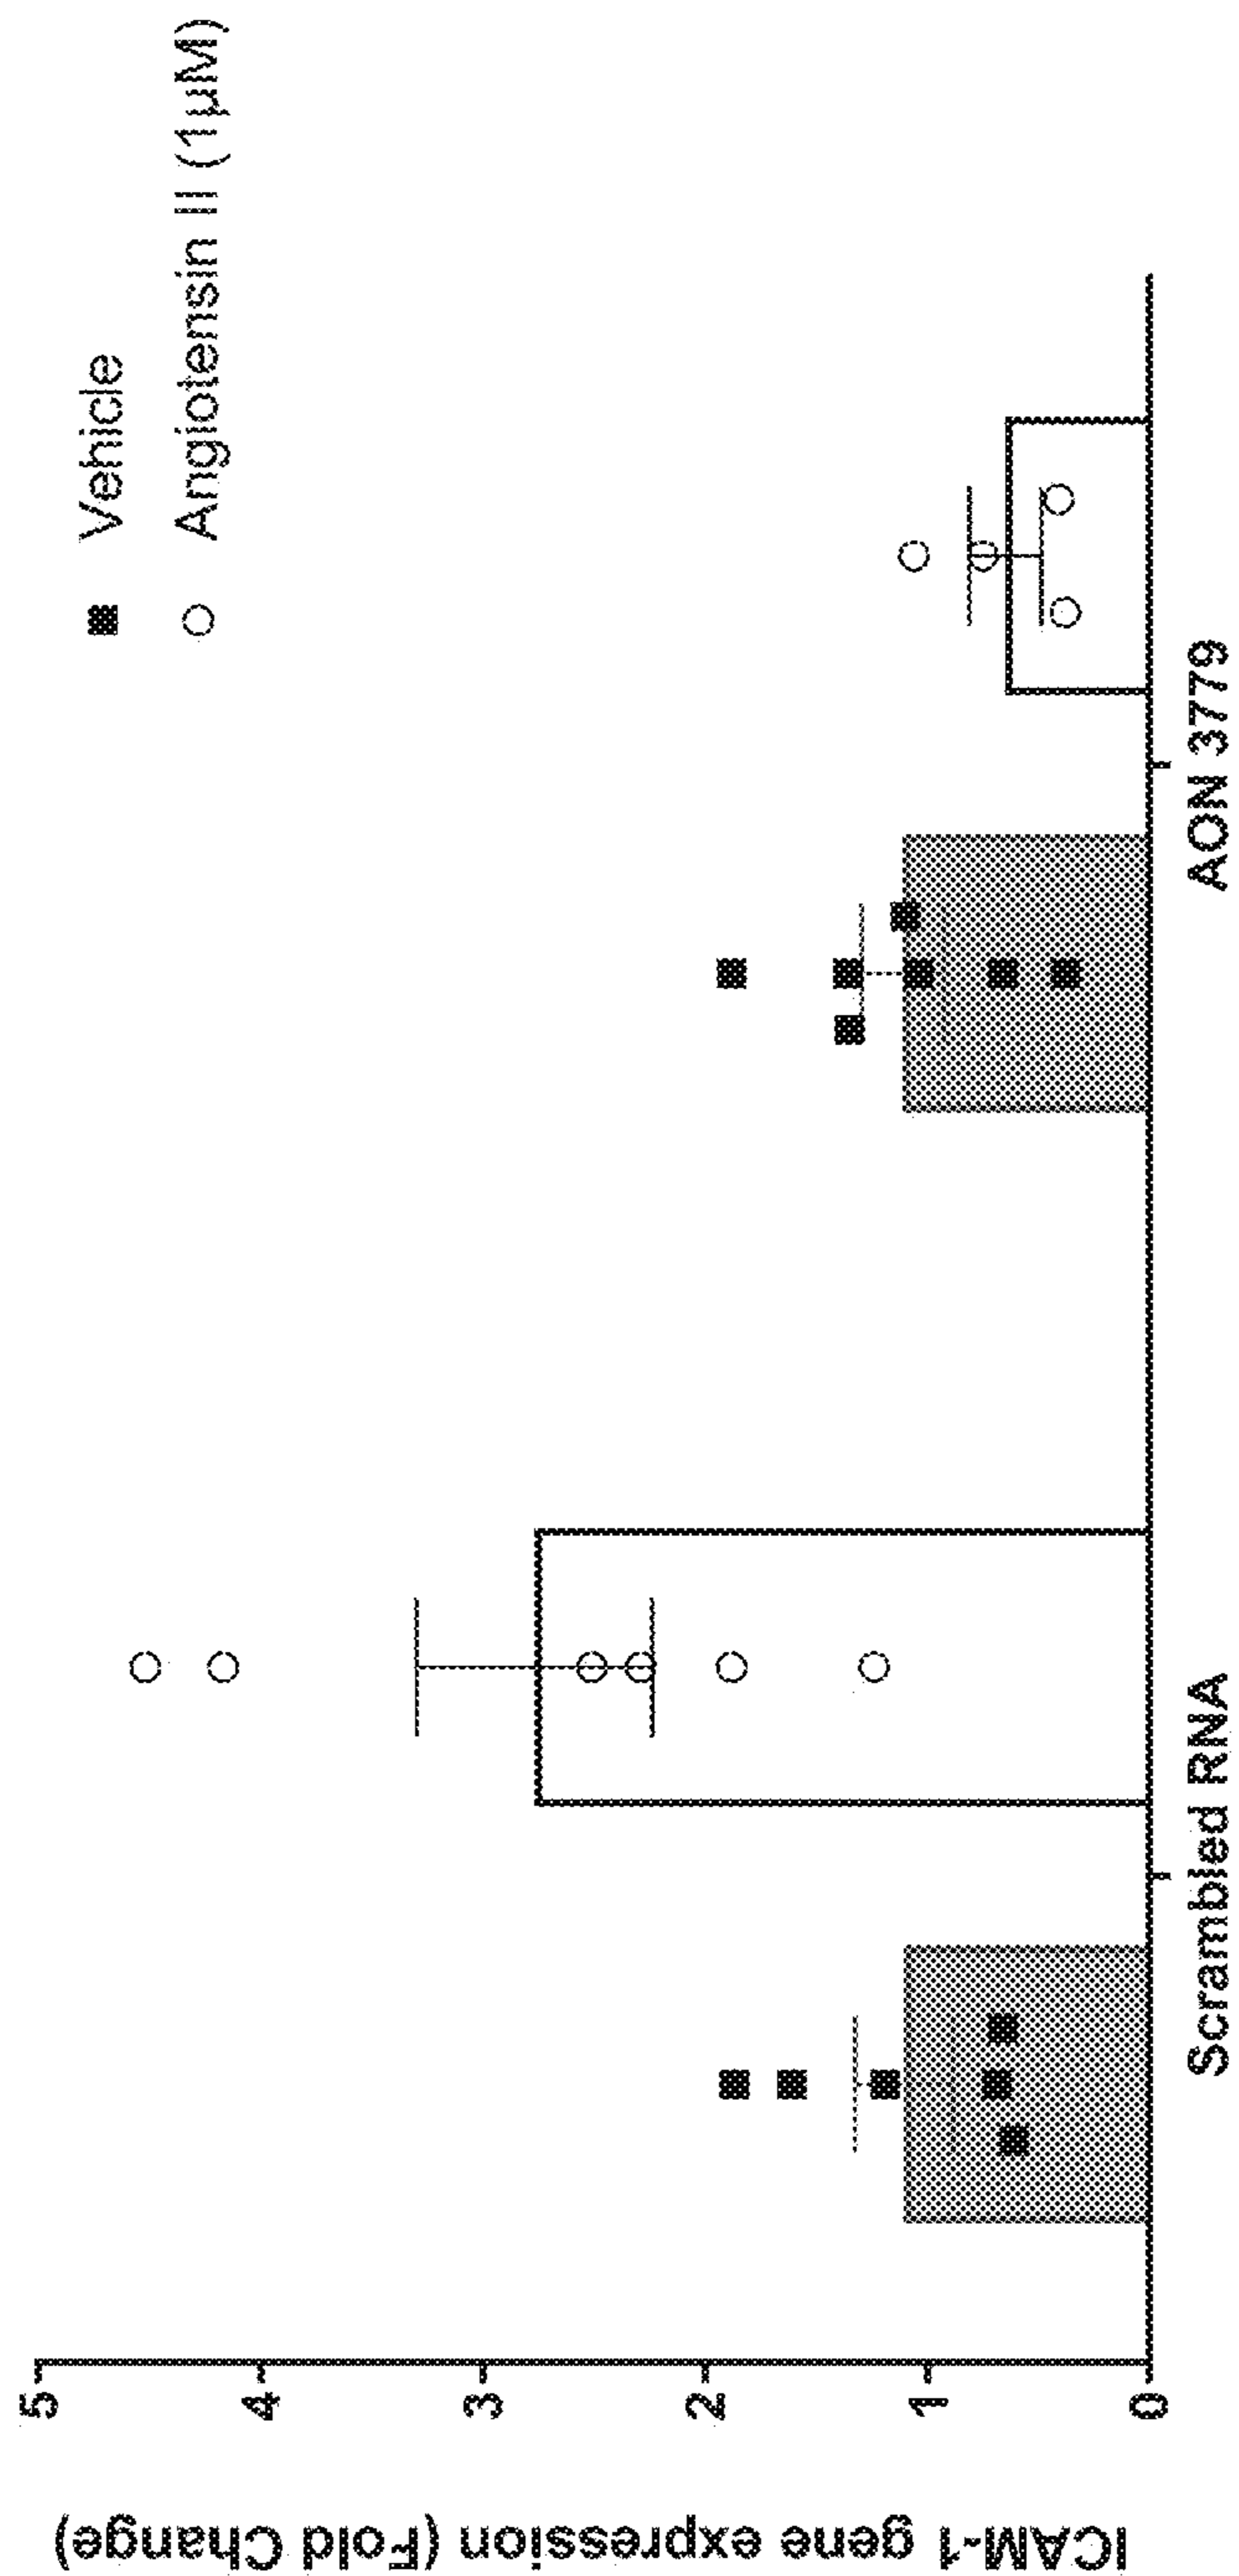 ICAM-1 gene expression (Fold Change)
5
4
3
2
1
0
Vehicle
Angiotensin II (1µM)
Scrambled RNA
AON 3779